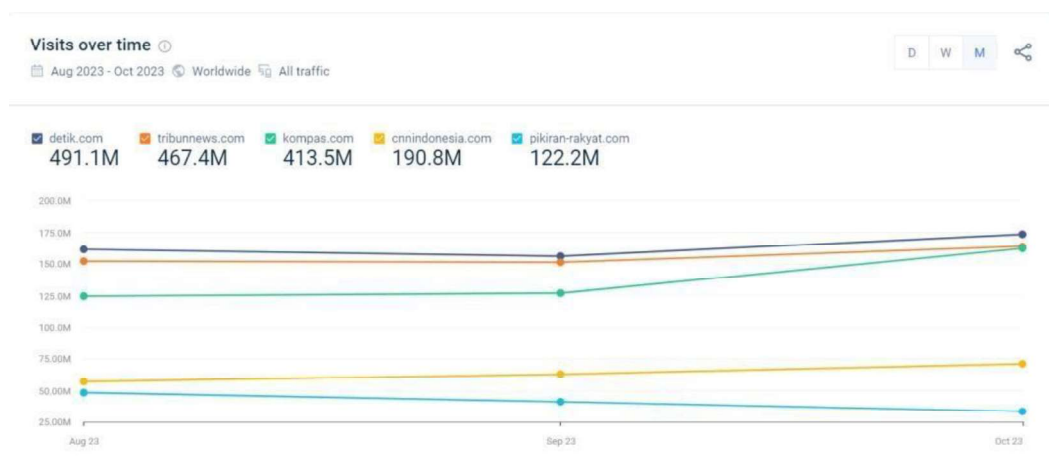 Visits over time
D W M
Aug 2023 - Oct 2023 Worldwide All traffic
detik.com tribunnews.com kompas.com cnnindonesia.com pikiran-rakyat.com
491.1M 467.4M 413.5M 190.8M 122.2M
200.0M
175.0M
150.0M
125.0M
100.0M
75.00M
50.00M
25.00M
Aug 23 Sep 23 Oct 23